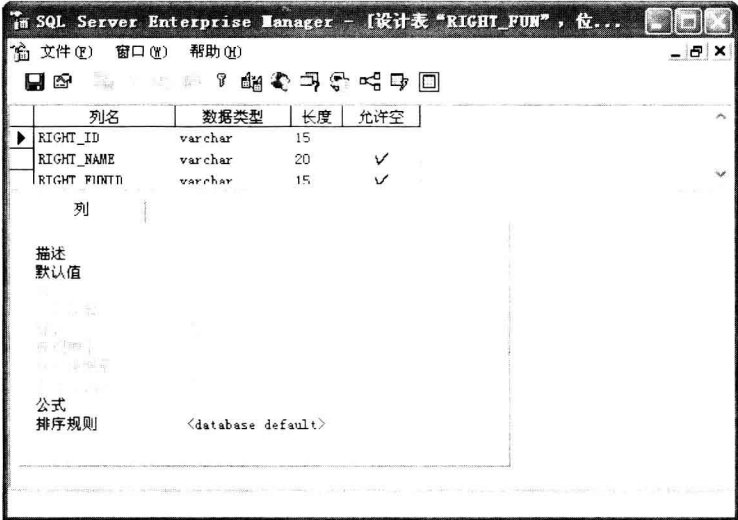 SQL Server Enterprise Manager - [设计表“RIGHT_FUN”, 位...
文件(F) 窗口(W) 帮助(H)
列名 数据类型 长度 允许空
RIGHT_ID varchar 15
RIGHT_NAME varchar 20 ✓
RIGHT_FUNID varchar 15 ✓
列
描述
默认值
公式
排序规则 <database default>